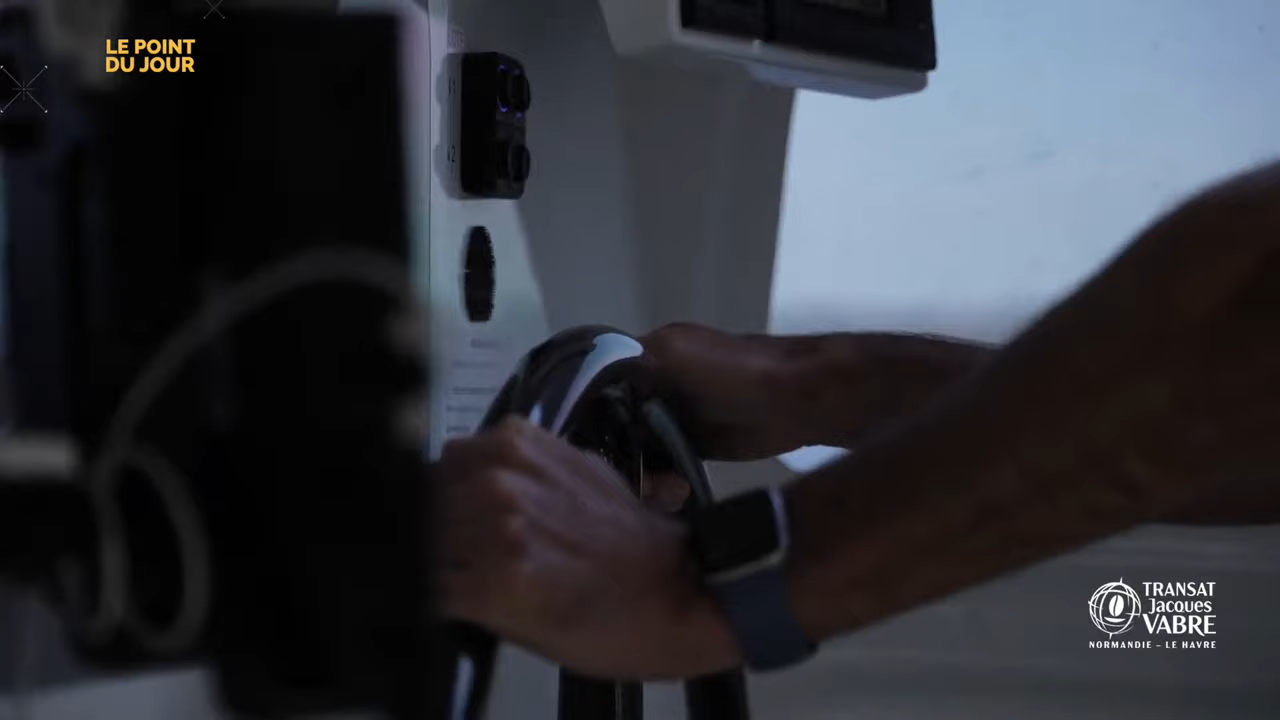 LE POINT
DU JOUR
TRANSAT
Jacques
VABRE
NORMANDIE – LE HAVRE